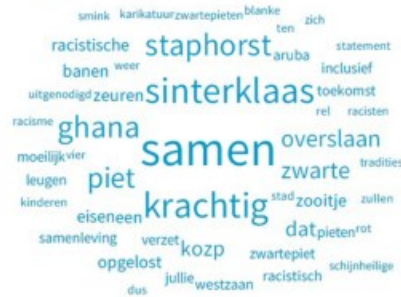 smink karikatuur zwartepieten blanke
ten zich
racistische staphorst statement
banen weer aruba inclusief
uitgenodigd zeuren sinterklaas toekomst
rel racisten
racisme ghana samen overslaan
moeilijk vier zwarte tradities
leugen piet
kinderen krachtig stad zooitje zullen
eiseneen dat pieten rot
samenleving verzet kozp zwartepiet
opgelost racistisch schijnheilige
jullie westzaan
dus